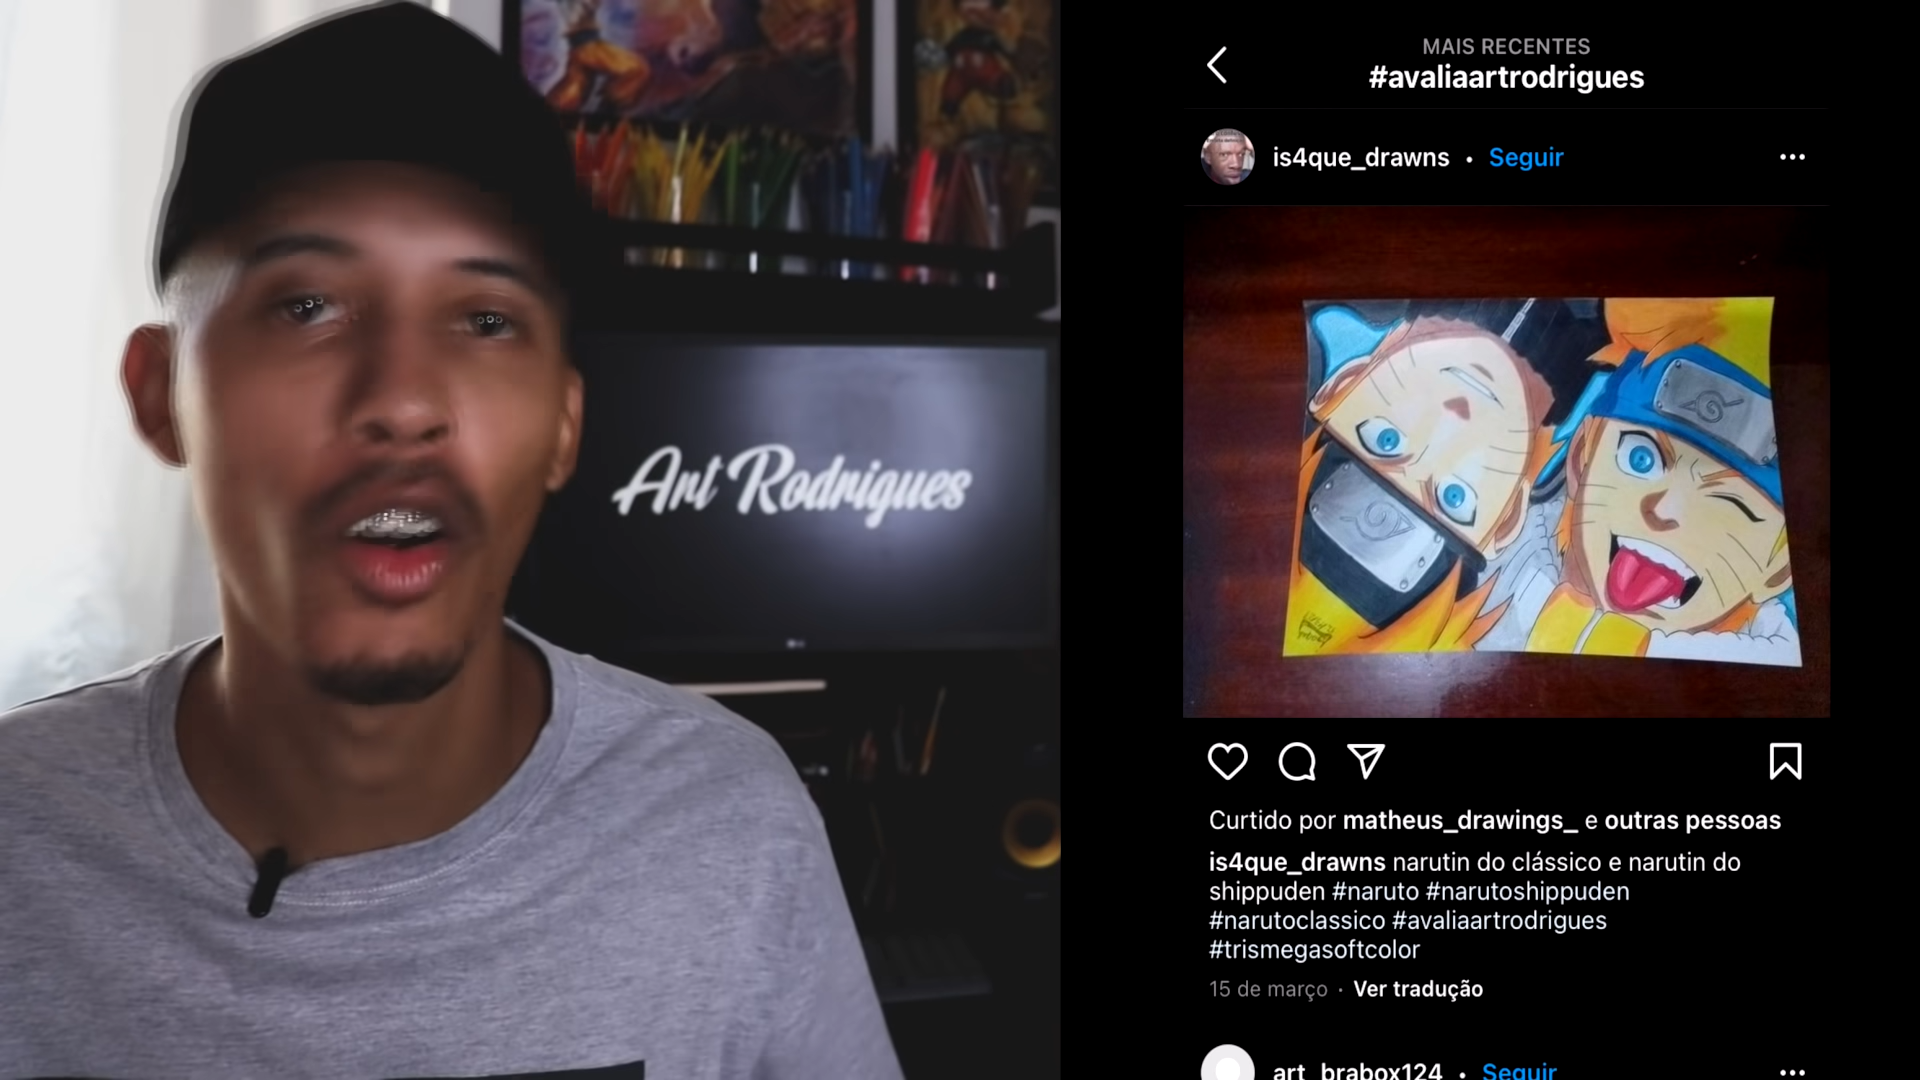 Art Rodrigues
MAIS RECENTES
#avaliaartrodrigues
is4que_drawns • Seguir
Curtido por matheus_drawings_ e outras pessoas
is4que_drawns narutin do clássico e narutin do
shippuden #naruto #narutoshippuden
#narutoclassico #avaliaartrodrigues
#trismegasoftcolor
15 de março · Ver tradução
art_brabox124 • Seguir